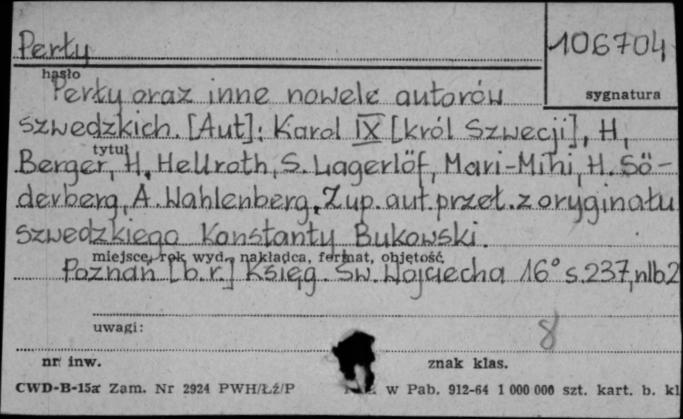 Perły
106704
hasło
sygnatura
Perły oraz inne nowele autorów
szwedzkich. [Aut]: Karol IX [król Szwecji], H,
tytuł
Berger, H. Hellroth, S. Lagerlöf, Mari-Mihi, H. Sö-
derberg, A. Wahlenberg. Zup. aut. przeł. z oryginału
szwedzkiego Konstanty Bukowski.
miejsce, rok wyd., nakładca, format, objętość
Poznań [b.r.] Księg. Św. Wojciecha 16° s. 237, nlb 2
uwagi:
8
nr inw.
znak klas.
CWD-B-15a Zam. Nr 2924 PWH/Łź/P w Pab. 912-64 1 000 000 szt. kart. b. kl